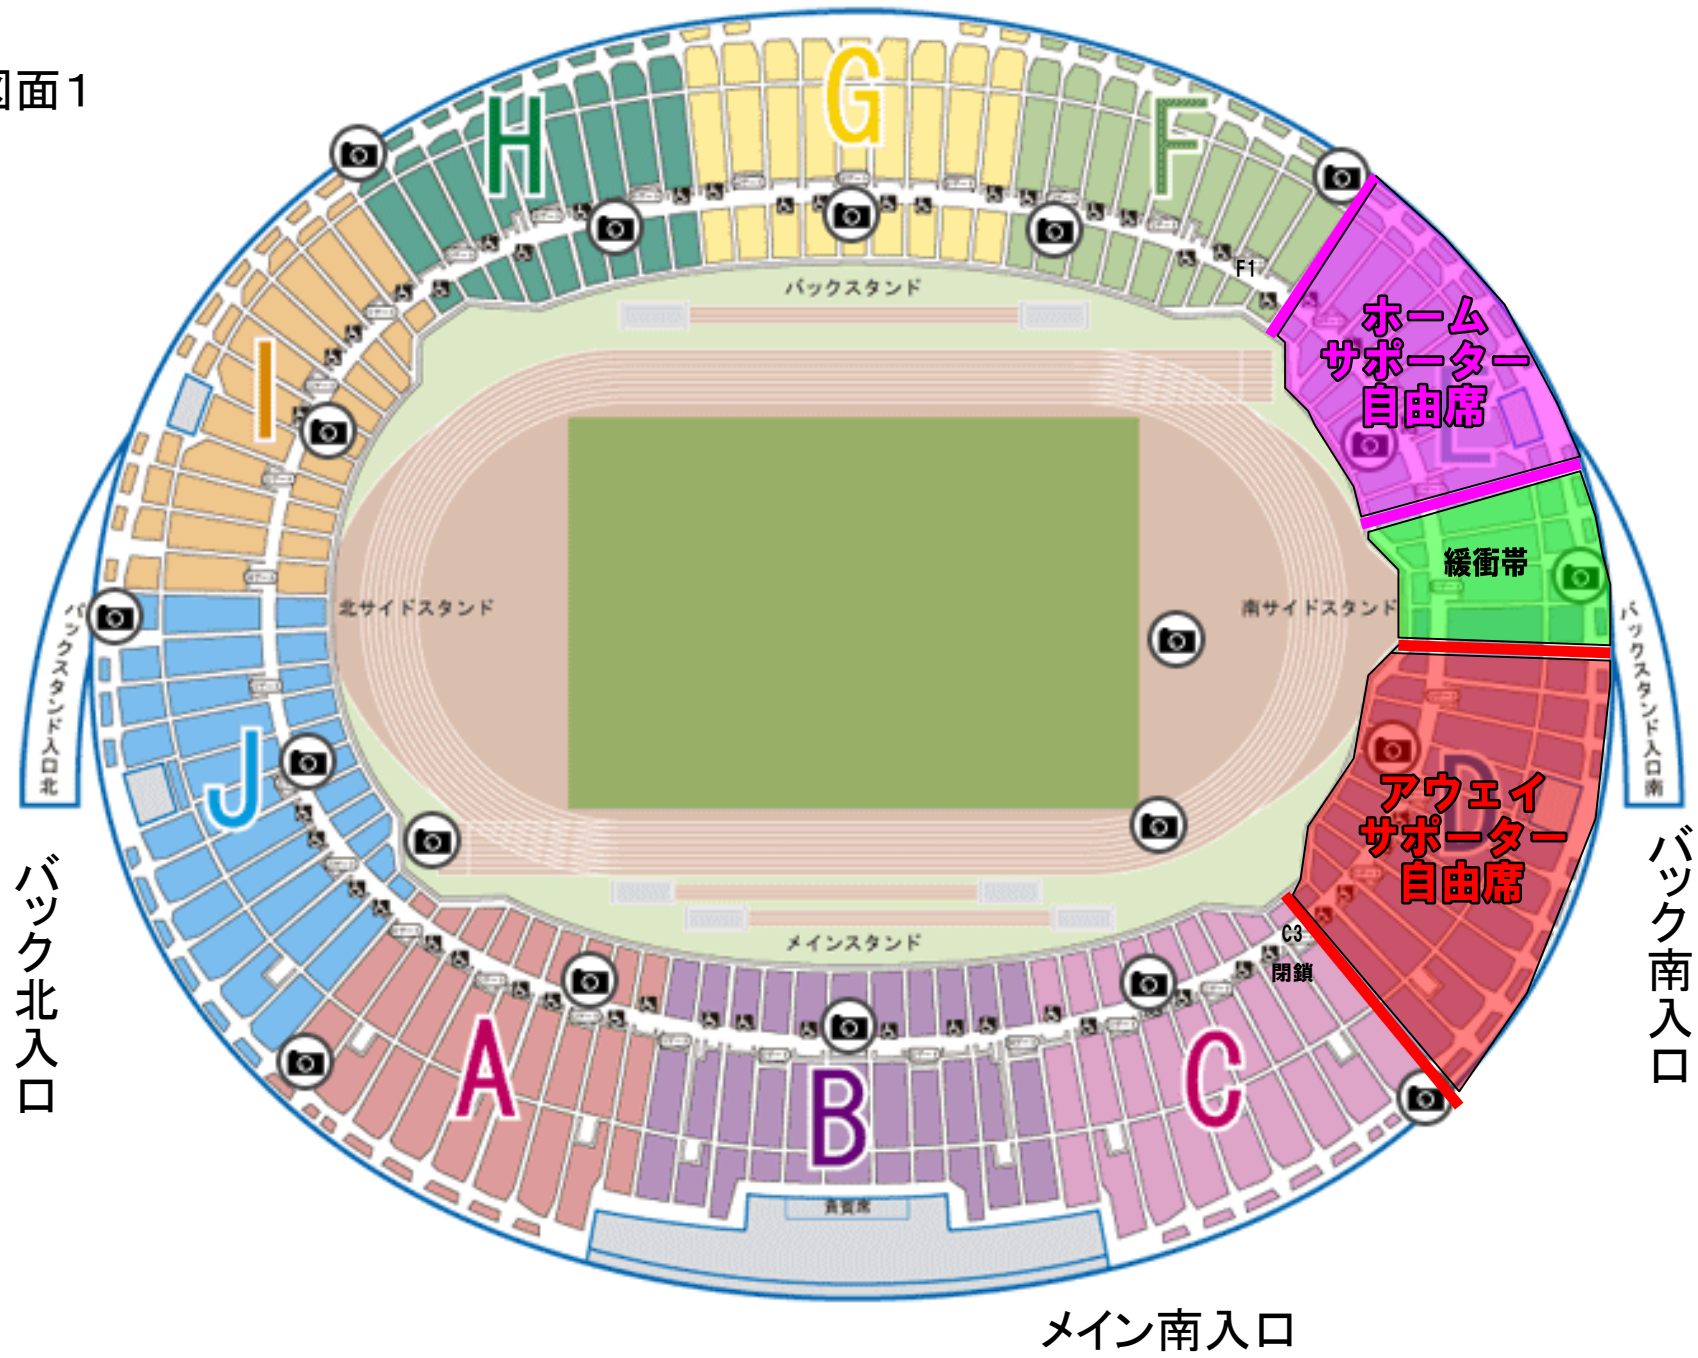 図面１
H
G
F
F1
バックスタンド
ホーム
サポーター
自由席
E
I
緩衝帯
北サイドスタンド
南サイドスタンド
バックスタンド入口北
バックスタンド入口南
J
アウェイ
サポーター
自由席
D
バック北入口
バック南入口
メインスタンド
C3
閉鎖
A
B
C
貴賓席
メイン南入口